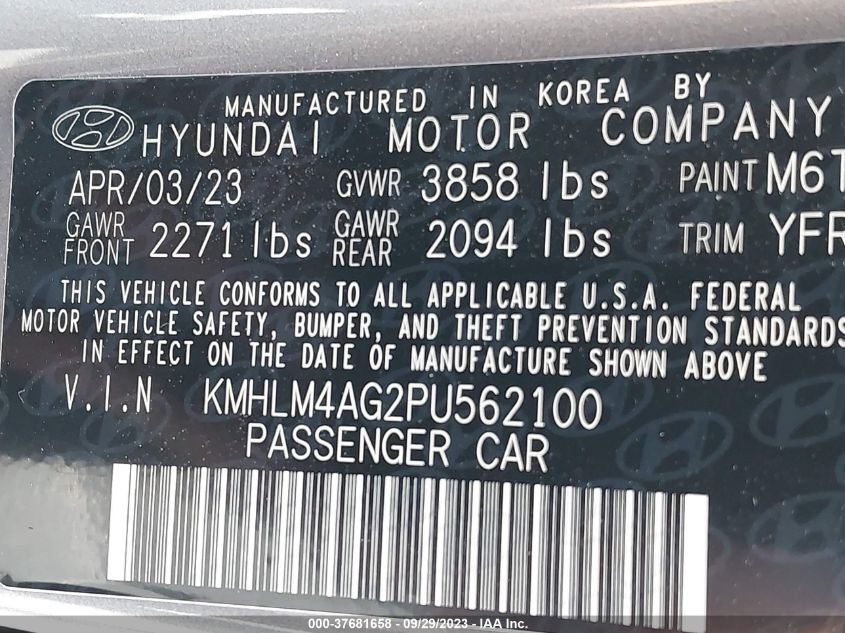 MANUFACTURED IN KOREA BY
HYUNDAI MOTOR COMPANY
APR/03/23 GVWR 3858 lbs PAINT M6T
GAWR FRONT 2271 lbs GAWR REAR 2094 lbs TRIM YFR
THIS VEHICLE CONFORMS TO ALL APPLICABLE U.S.A. FEDERAL
MOTOR VEHICLE SAFETY, BUMPER, AND THEFT PREVENTION STANDARDS
IN EFFECT ON THE DATE OF MANUFACTURE SHOWN ABOVE
V.I.N KMHLM4AG2PU562100
PASSENGER CAR
000-37681658 - 09/29/2023 - IAA Inc.